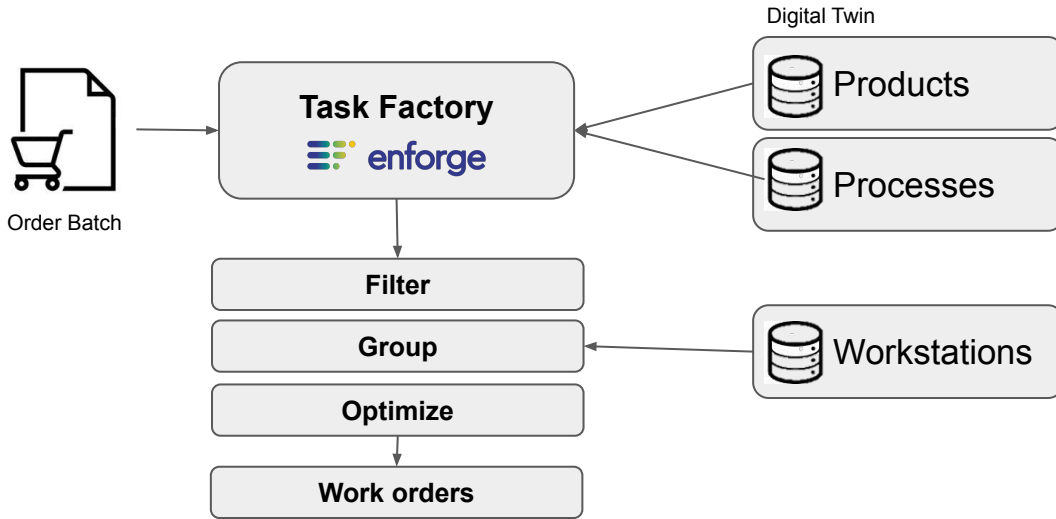 Digital Twin
Task Factory
enforge
Products
Processes
Order Batch
Filter
Group
Workstations
Optimize
Work orders